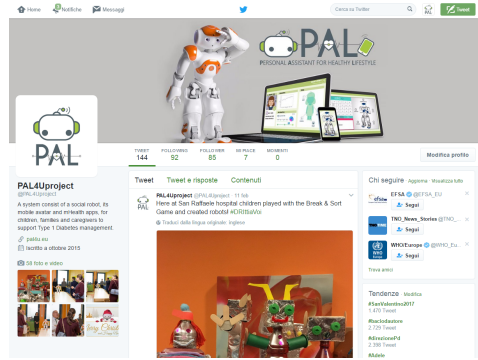 Home
Notifiche
Messaggi
Cerca su Twitter
PAL
Tweet
PAL
PERSONAL ASSISTANT FOR HEALTHY LIFESTYLE
PAL
TWEET
144
FOLLOWING
92
FOLLOWER
85
MI PIACE
7
MOMENTI
0
Modifica profilo
PAL4Uproject
@PAL4Uproject
A system consist of a social robot, its
mobile avatar and mHealth apps, for
children, families and caregivers to
support Type 1 Diabetes management.
pal4u.eu
Iscritto a ottobre 2015
58 foto e video
Tweet
Tweet e risposte
Contenuti
PAL
PAL4Uproject @PAL4Uproject · 11 feb
Here at San Raffaele hospital children played with the Break & Sort
Game and created robots!
Traduci dalla lingua originale: inglese
Chi seguire · Aggiorna · Visualizza tutto
efsa
EFSA @EFSA_EU
Segui
TNO_News_Stories @TNO_...
Segui
WHO/Europe @WHO_Eu...
Segui
Trova amici
Tendenze · Modifica
#SanValentino2017
1.470 Tweet
#luciodautore
2.729 Tweet
#direzionePd
2.398 Tweet
#Adele